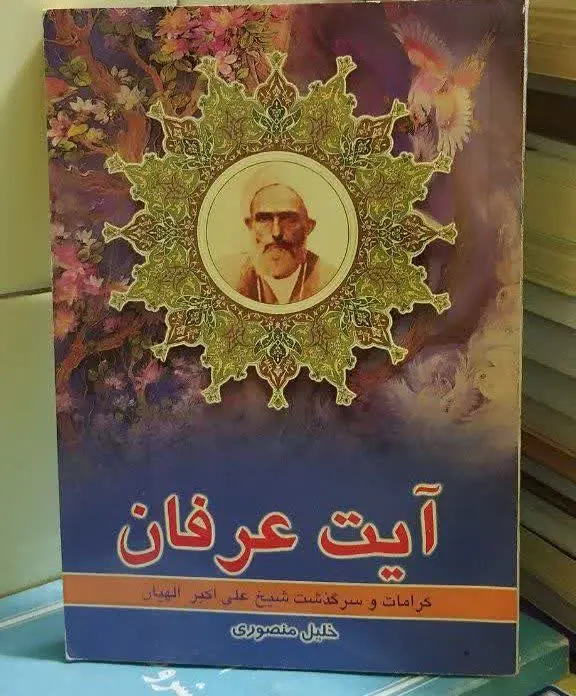 آیت عرفان
کرامات و سرگذشت شیخ علی اکبر الهیان
خلیل منصوری